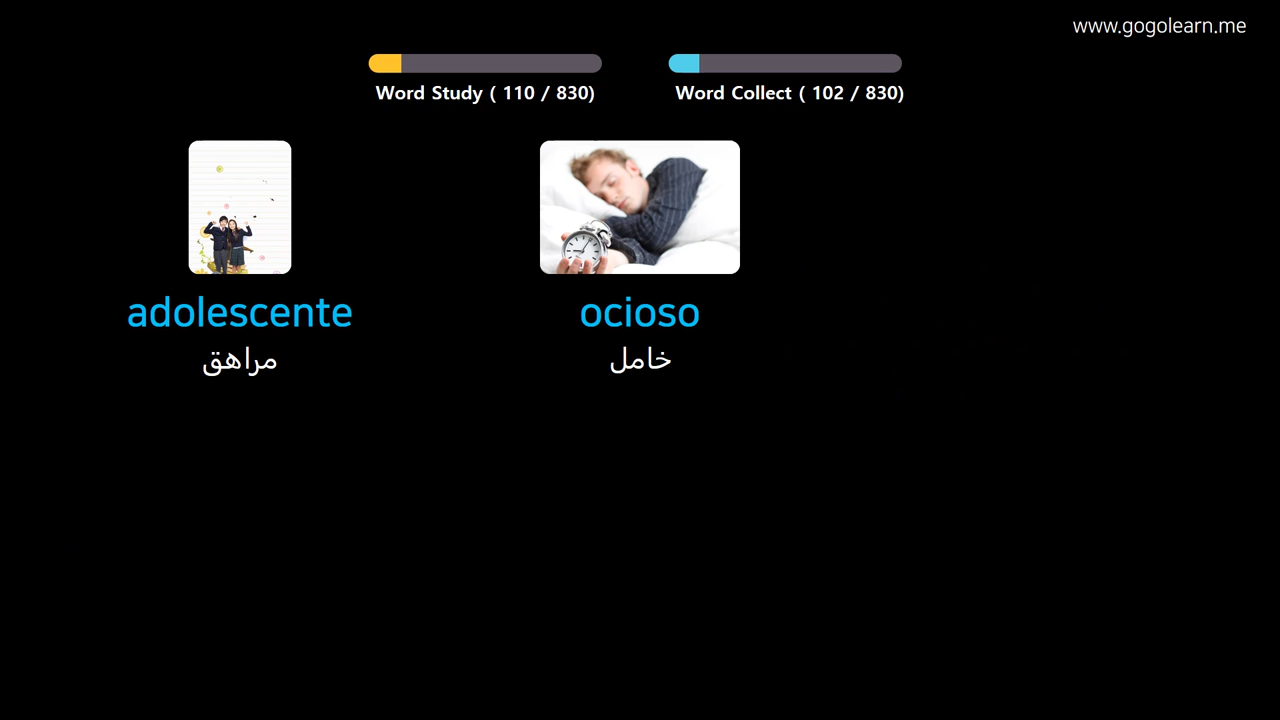 www.gogolearn.me
Word Study ( 110 / 830)
Word Collect ( 102 / 830)
adolescente
مراهق
ocioso
خامل